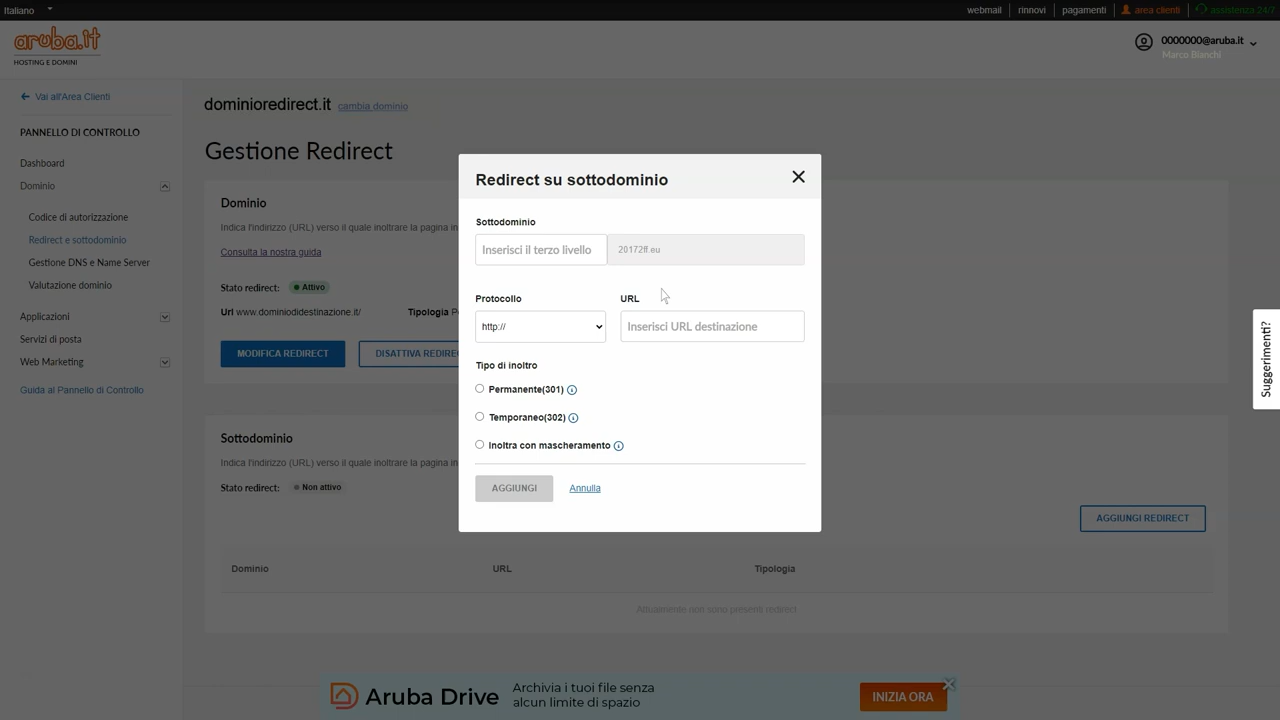 Italiano
webmail
rinnovi
pagamenti
area clienti
assistenza 24/7
aruba.it
HOSTING E DOMINI
0000000@aruba.it
Marco Bianchi
Vai all'Area Clienti
PANNELLO DI CONTROLLO
Dashboard
Dominio
Codice di autorizzazione
Redirect e sottodominio
Gestione DNS e Name Server
Valutazione dominio
Applicazioni
Servizi di posta
Web Marketing
Guida al Pannello di Controllo
dominioredirect.it cambia dominio
Gestione Redirect
Dominio
Indica l'indirizzo (URL) verso il quale inoltrare la pagina in
Consulta la nostra guida
Stato redirect: Attivo
Url www.dominiodidestinazione.it/ Tipologia
MODIFICA REDIRECT
Sottodominio
Indica l'indirizzo (URL) verso il quale inoltrare la pagina in
Stato redirect: Non attivo
AGGIUNGI REDIRECT
Dominio URL Tipologia
Attualmente non sono presenti redirect
Redirect su sottodominio
Sottodominio
Inserisci il terzo livello 20172ff.eu
Protocollo URL
http:// Inserisci URL destinazione
Tipo di inoltro
Permanente(301)
Temporaneo(302)
Inoltra con mascheramento
AGGIUNGI Annulla
Suggerimenti?
Aruba Drive
Archivia i tuoi file senza
alcun limite di spazio
INIZIA ORA